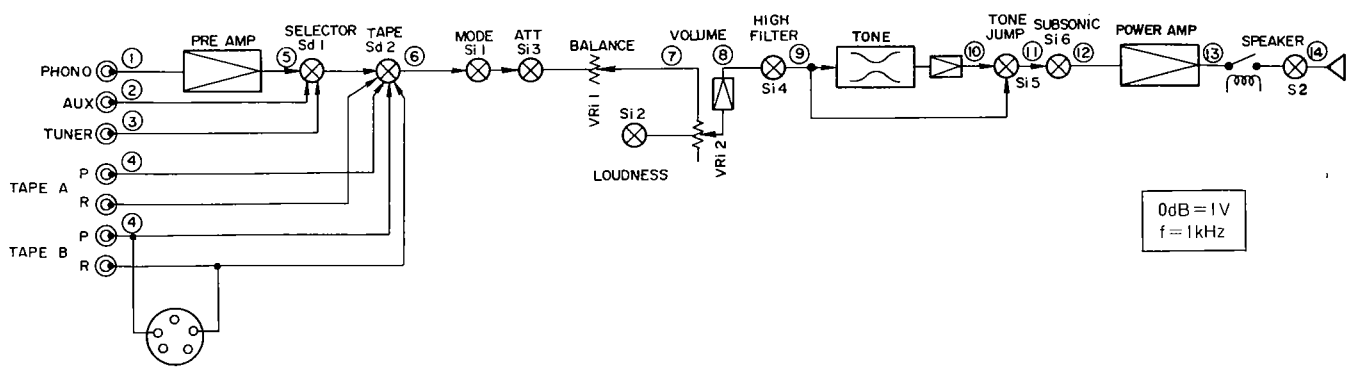 PHONO
①
PRE AMP
⑤
SELECTOR
Sd 1
TAPE
Sd 2
⑥
MODE
Si 1
ATT
Si 3
BALANCE
VRi 1
VOLUME
⑦
⑧
VRi 2
Si 2
LOUDNESS
HIGH
FILTER
⑨
Si 4
TONE
⑩
TONE
JUMP
⑪
Si 5
SUBSONIC
Si 6
⑫
POWER AMP
⑬
SPEAKER
⑭
S2
AUX
②
TUNER
③
TAPE A
P
④
R
TAPE B
P
④
R
0dB = 1V
f = 1kHz